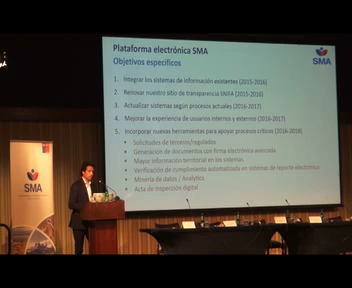 Plataforma electrónica SMA
Objetivos específicos
SMA
1. Integrar los sistemas de información existentes (2015-2016)
2. Renovar nuestro sitio de transparencia SNIFA (2015-2016)
3. Actualizar sistemas según procesos actuales (2016-2017)
4. Mejorar la experiencia de usuarios internos y externos (2016-2017)
5. Incorporar nuevas herramientas para apoyar procesos críticos (2016-2018)
• Solicitudes de terceros/regulados
• Generación de documentos con firma electrónica avanzada
• Mayor información territorial en los sistemas
• Verificación de cumplimiento automatizada en sistemas de reporte electrónico
• Minería de datos / Analytics
• Acta de inspección digital
SMA